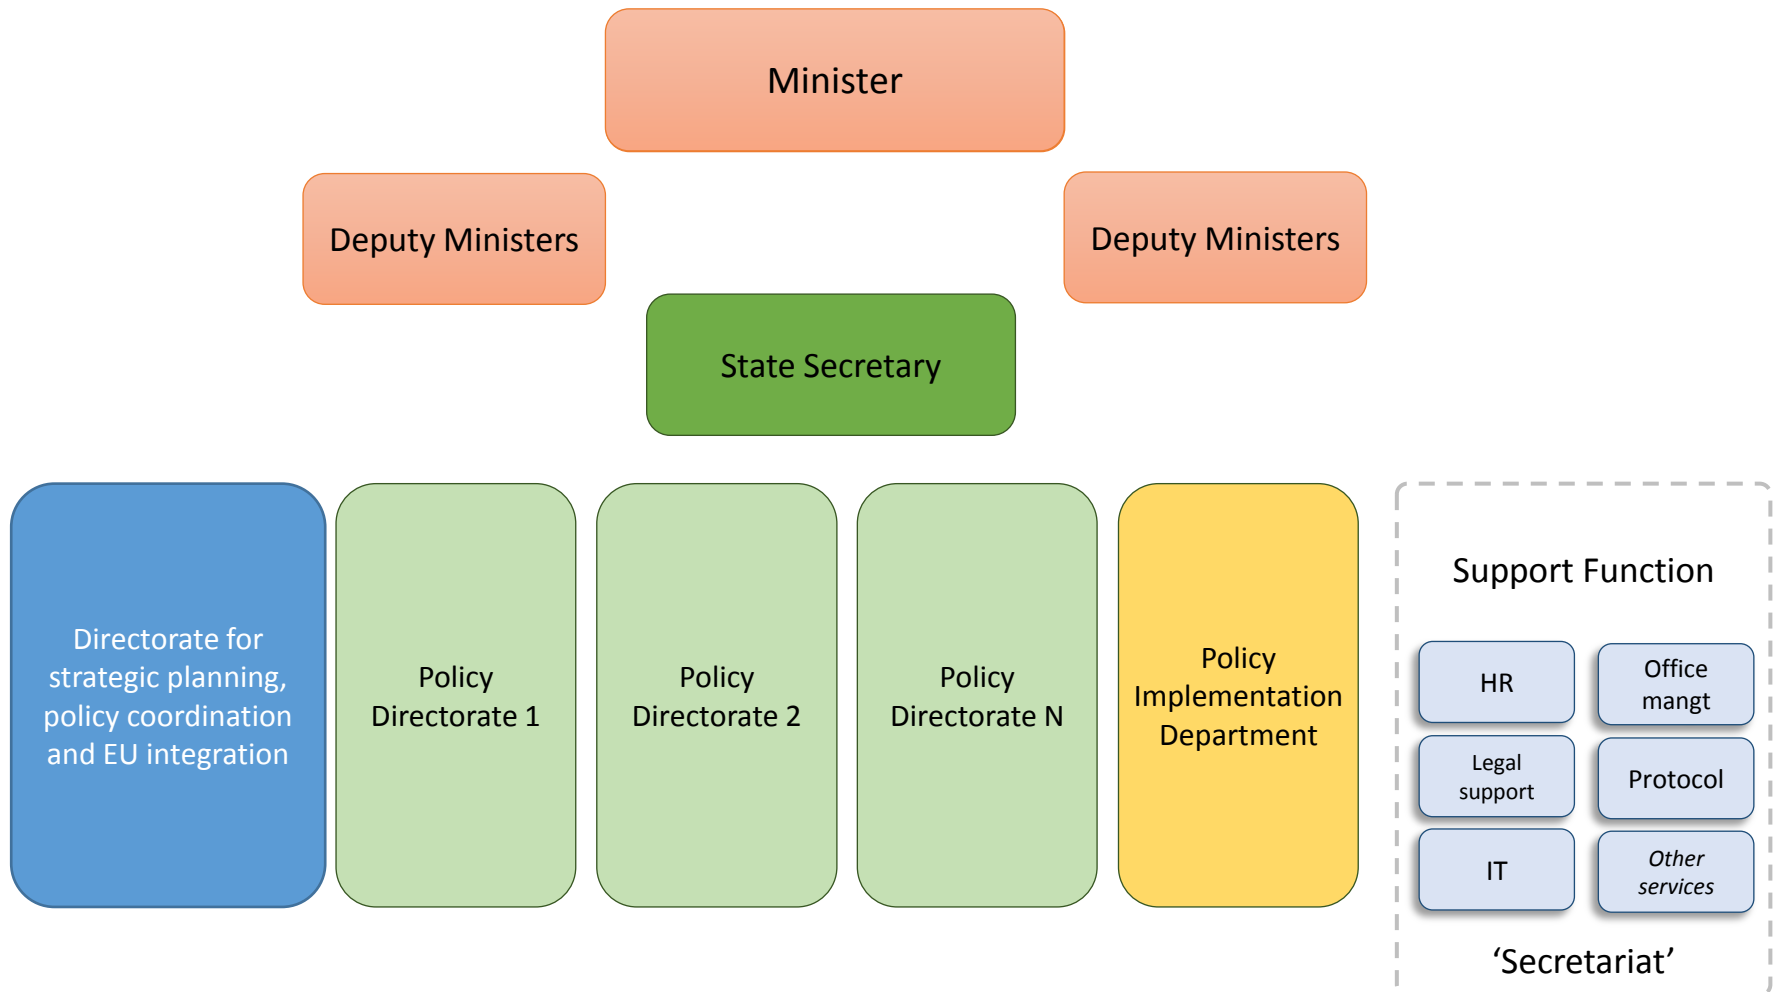 Minister
Deputy Ministers
Deputy Ministers
State Secretary
Directorate for
strategic planning,
policy coordination
and EU integration
Policy
Directorate 1
Policy
Directorate 2
Policy
Directorate N
Policy
Implementation
Department
Support Function
HR
Office
mangt
Legal
support
Protocol
IT
Other
services
‘Secretariat’